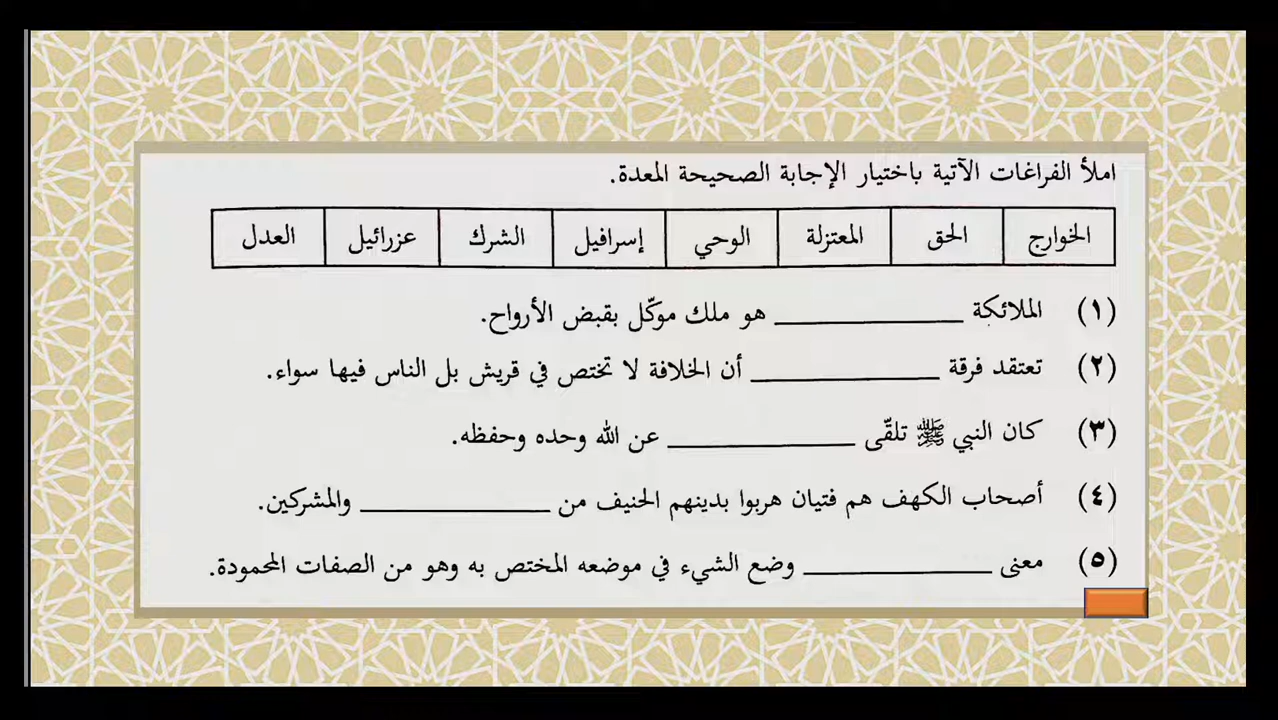 املأ الفراغات الآتية باختيار الإجابة الصحيحة المعدة.
الخوارج الحق المعتزلة الوحي إسرافيل الشرك عزرائيل العدل
(١) الملائكة ____________ هو ملك موكّل بقبض الأرواح.
(٢) تعتقد فرقة ____________ أن الخلافة لا تختص في قريش بل الناس فيها سواء.
(٣) كان النبي ﷺ تلقّى ____________ عن الله وحده وحفظه.
(٤) أصحاب الكهف هم فتيان هربوا بدينهم الحنيف من ____________ والمشركين.
(٥) معنى ____________ وضع الشيء في موضعه المختص به وهو من الصفات المحمودة.